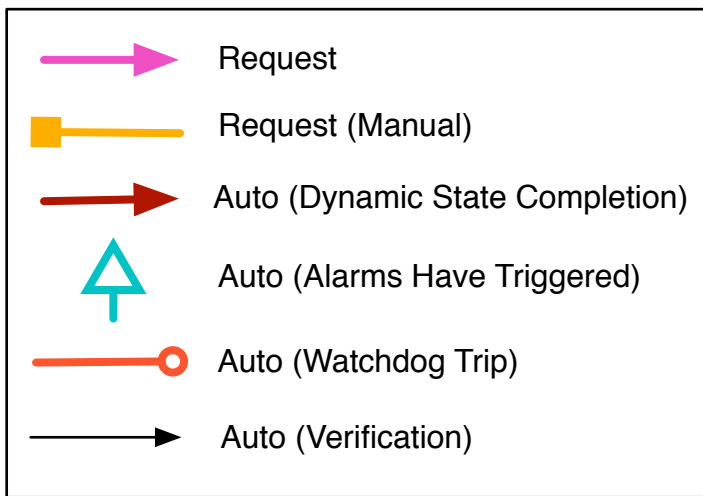 Request
Request (Manual)
Auto (Dynamic State Completion)
Auto (Alarms Have Triggered)
Auto (Watchdog Trip)
Auto (Verification)